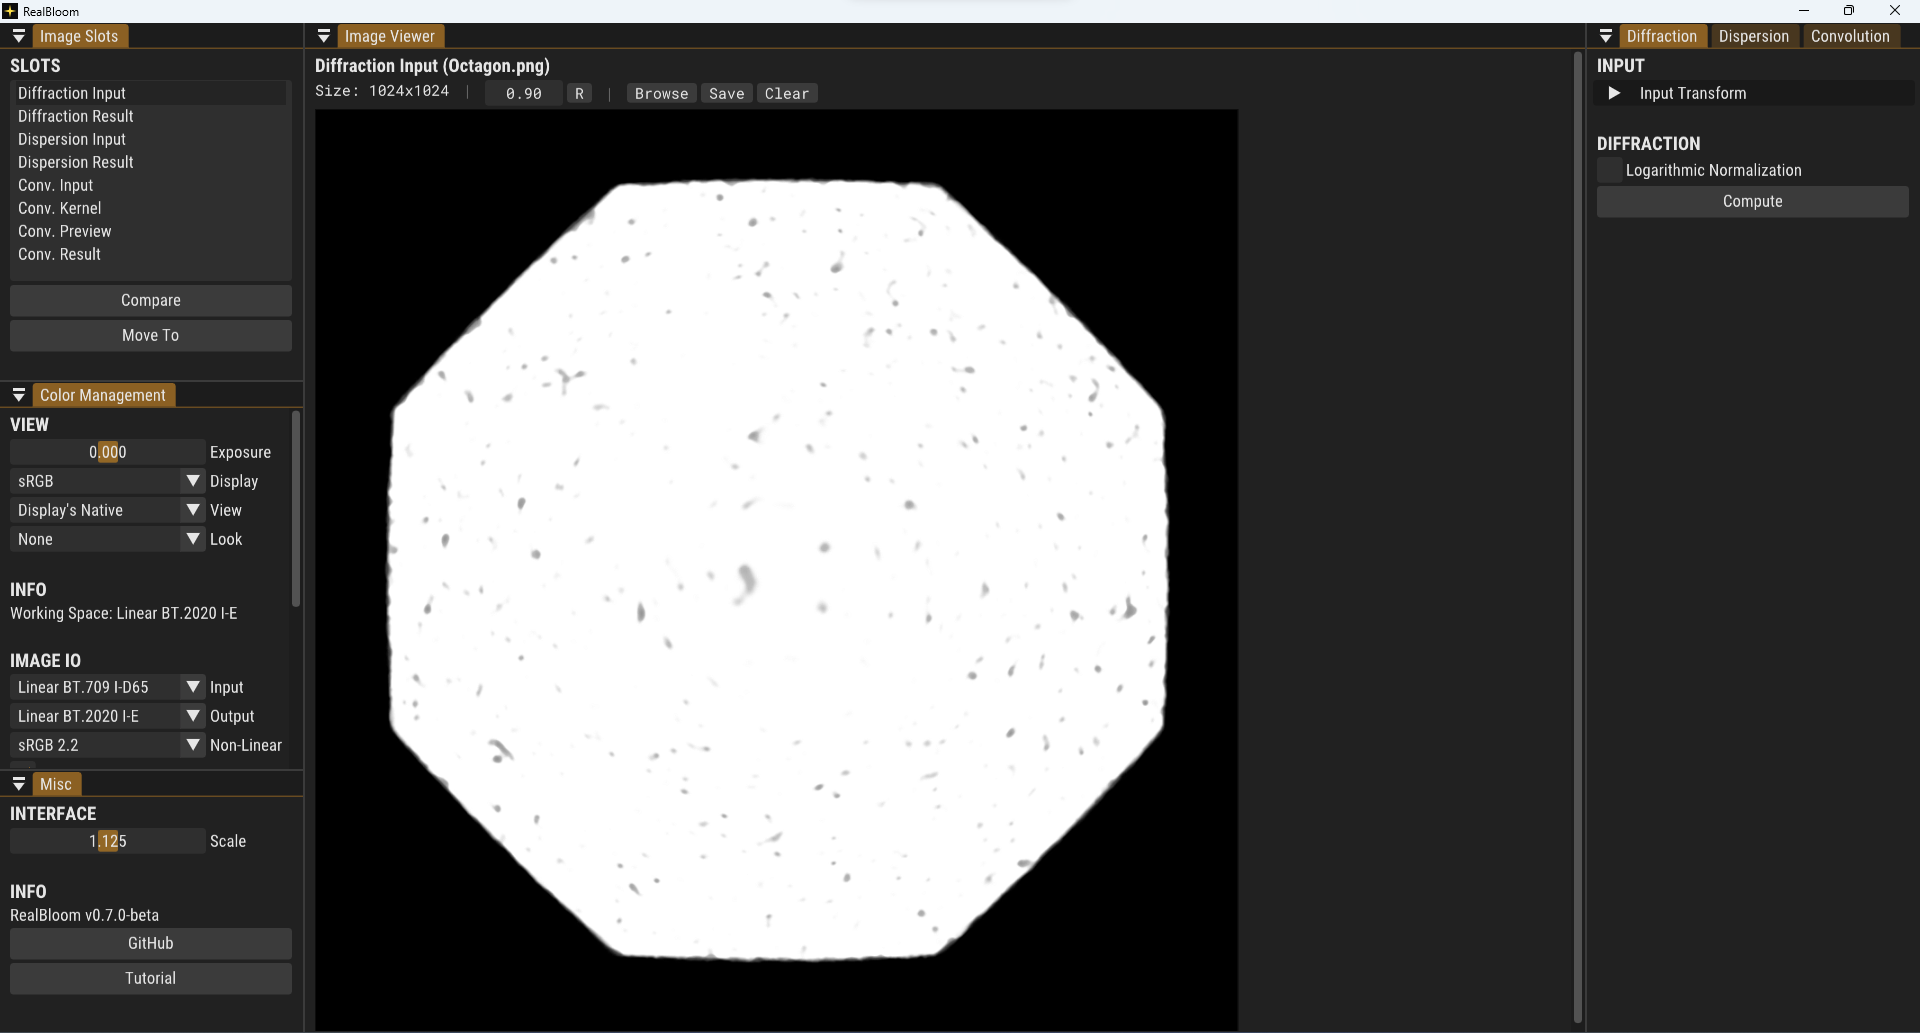 RealBloom
Image Slots
SLOTS
Diffraction Input
Diffraction Result
Dispersion Input
Dispersion Result
Conv. Input
Conv. Kernel
Conv. Preview
Conv. Result
Compare
Move To
Color Management
VIEW
0.000 Exposure
sRGB Display
Display's Native View
None Look
INFO
Working Space: Linear BT.2020 I-E
IMAGE IO
Linear BT.709 I-D65 Input
Linear BT.2020 I-E Output
sRGB 2.2 Non-Linear
Misc
INTERFACE
1.125 Scale
INFO
RealBloom v0.7.0-beta
GitHub
Tutorial
Image Viewer
Diffraction Input (Octagon.png)
Size: 1024x1024 | 0.90 R | Browse Save Clear
Diffraction Dispersion Convolution
INPUT
Input Transform
DIFFRACTION
Logarithmic Normalization
Compute